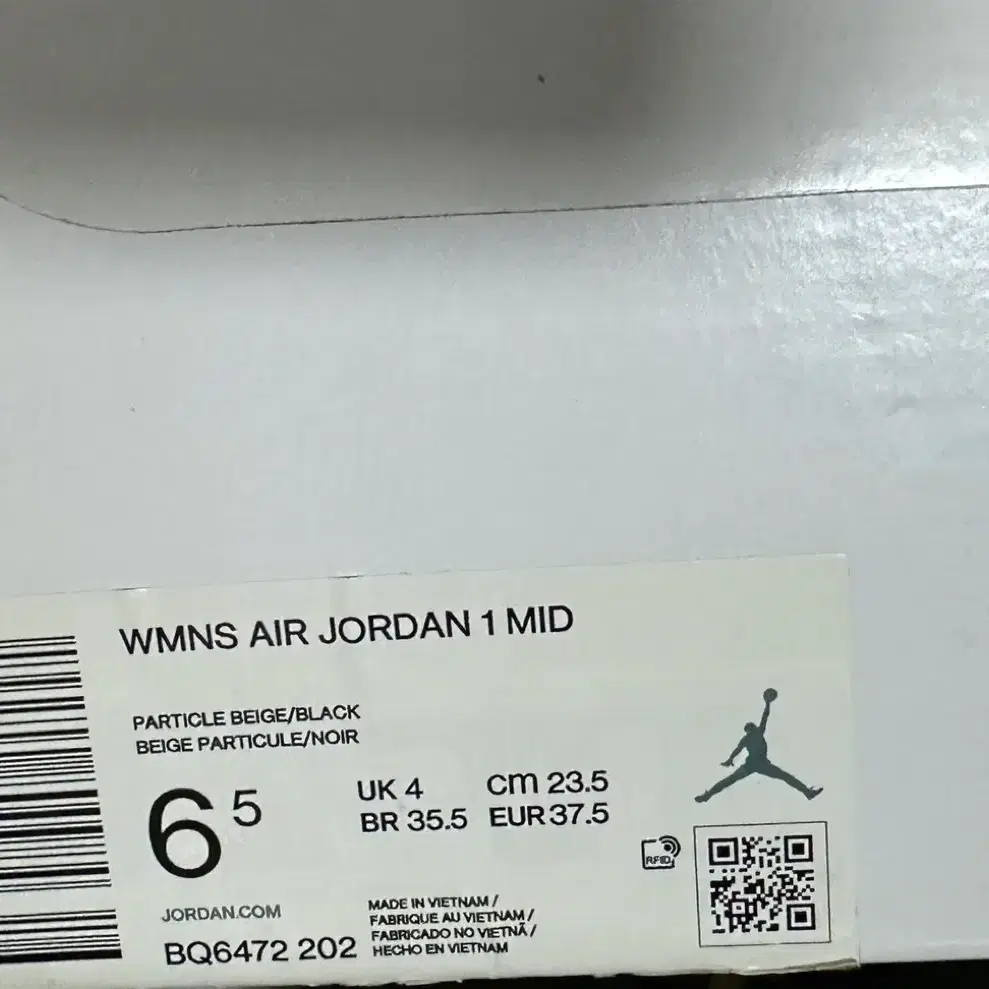 WMNS AIR JORDAN 1 MID
PARTICLE BEIGE/BLACK
BEIGE PARTICULE/NOIR
6 5
UK 4 cm 23.5
BR 35.5 EUR 37.5
RFID
JORDAN.COM
BQ6472 202
MADE IN VIETNAM /
FABRIQUE AU VIETNAM /
FABRICADO NO VIETNÃ /
HECHO EN VIETNAM